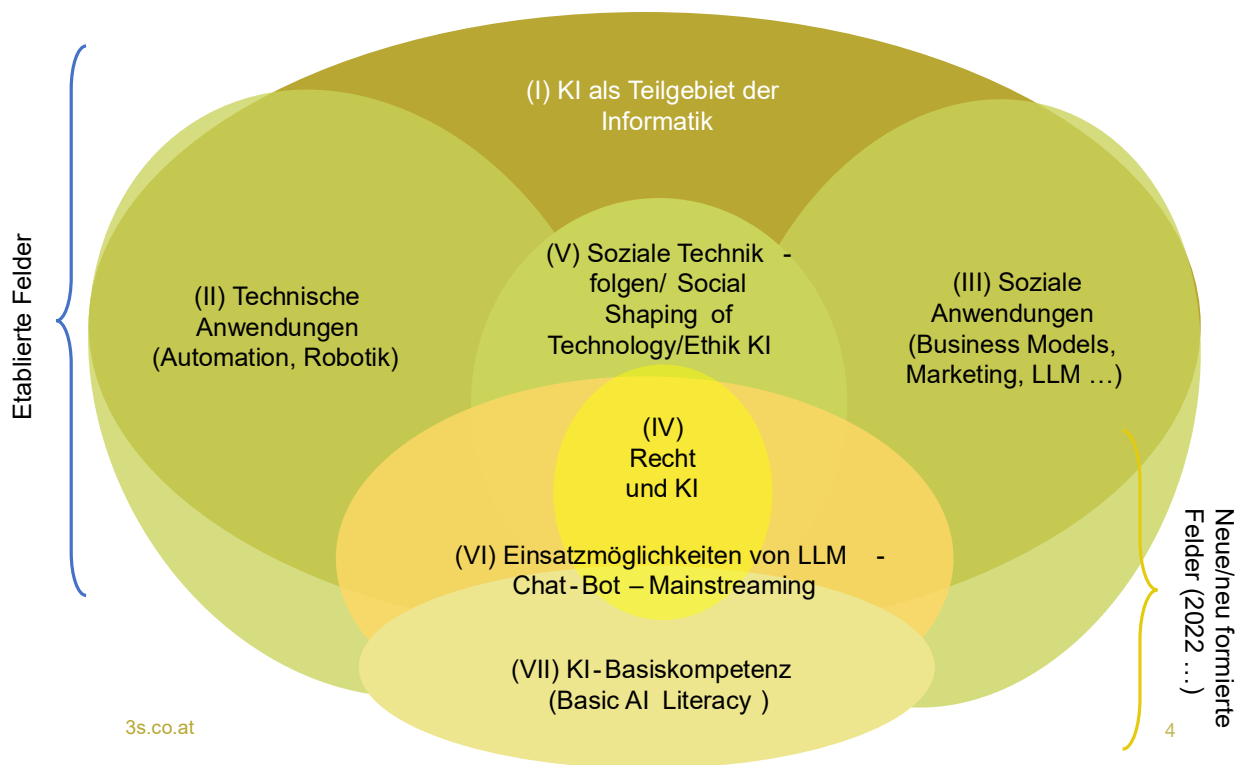 (I) KI als Teilgebiet der
Informatik
Etablierte Felder
(II) Technische
Anwendungen
(Automation, Robotik)
(V) Soziale Technik -
folgen/ Social
Shaping of
Technology/Ethik KI
(III) Soziale
Anwendungen
(Business Models,
Marketing, LLM …)
(IV)
Recht
und KI
(VI) Einsatzmöglichkeiten von LLM -
Chat-Bot – Mainstreaming
(VII) KI-Basiskompetenz
(Basic AI Literacy )
Neue/neu formierte
Felder (2022 …)
3s.co.at
4